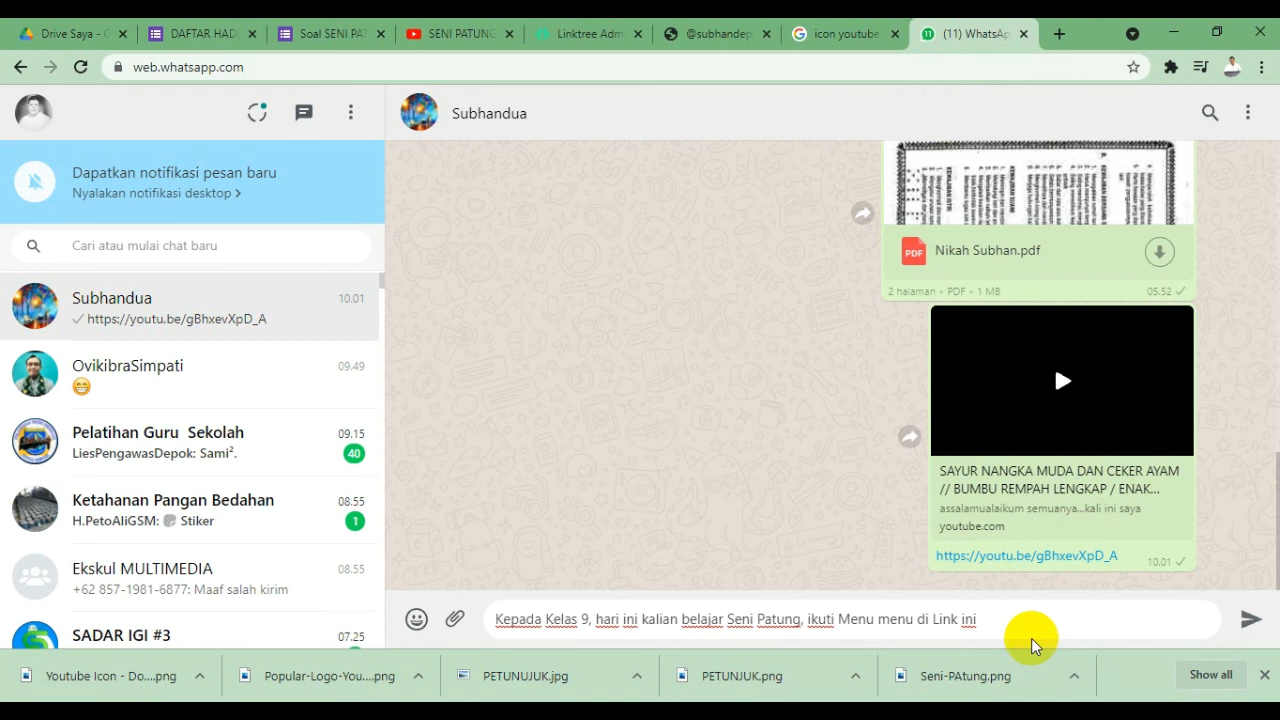 Drive Saya - G
DAFTAR HADI
Soal SENI PAT
SENI PATUNG
Linktree Adm
@subhandep
icon youtube
(11) WhatsAp
web.whatsapp.com
Subhandua
Dapatkan notifikasi pesan baru
Nyalakan notifikasi desktop >
Cari atau mulai chat baru
Subhandua
10.01
https://youtu.be/gBhxevXpD_A
OvikibraSimpati
09.49
Pelatihan Guru Sekolah
09.15
LiesPengawasDepok: Sami².
40
Ketahanan Pangan Bedahan
08.55
H.PetoAliGSM: Stiker
1
Ekskul MULTIMEDIA
08.55
+62 857-1981-6877: Maaf salah kirim
SADAR IGI #3
07.25
PDF
Nikah Subhan.pdf
2 halaman • PDF • 1 MB
05.52
SAYUR NANGKA MUDA DAN CEKER AYAM
// BUMBU REMPAH LENGKAP / ENAK...
assalamualaikum semuanya...kali ini saya
youtube.com
https://youtu.be/gBhxevXpD_A
10.01
Kepada Kelas 9, hari ini kalian belajar Seni Patung, ikuti Menu menu di Link ini
Youtube Icon - Do....png
Popular-Logo-You....png
PETUNUJUK.jpg
PETUNJUK.png
Seni-PAtung.png
Show all